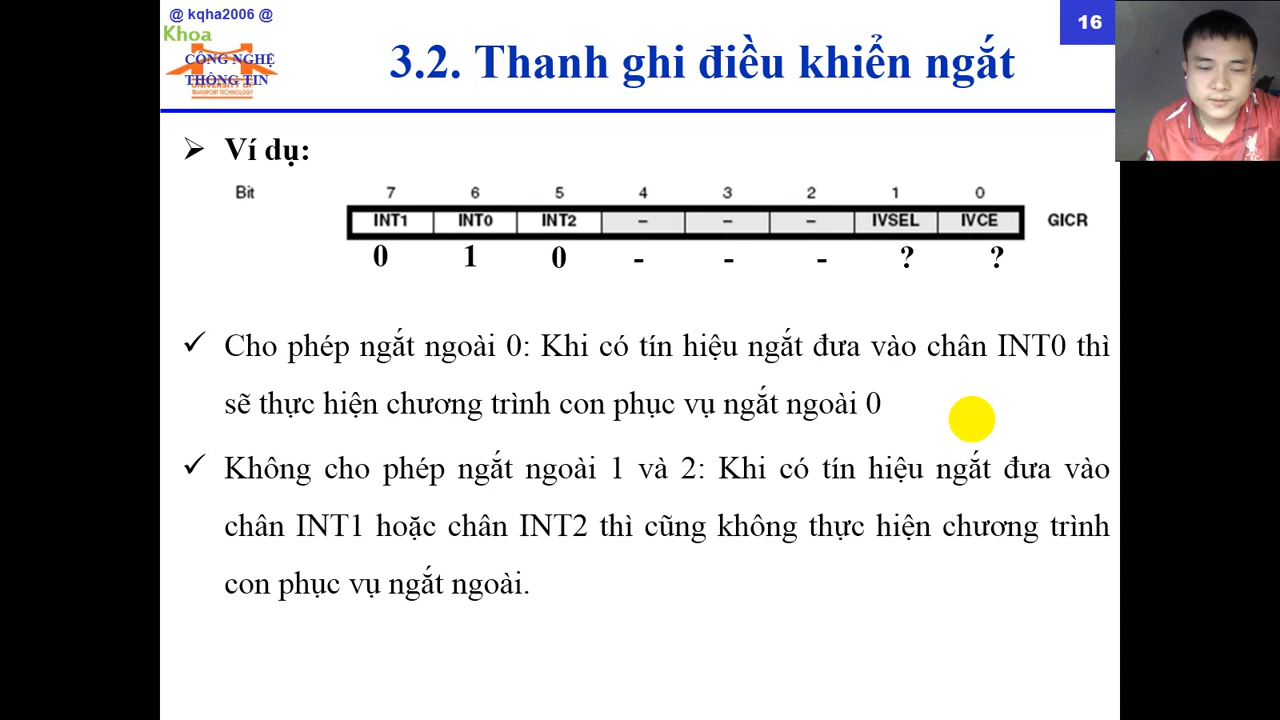 @ kqha2006 @
16
Khoa
CÔNG NGHỆ
THÔNG TIN
UNIVERSITY OF
TRANSPORT TECHNOLOGY
3.2. Thanh ghi điều khiển ngắt
➢ Ví dụ:
Bit 7 6 5 4 3 2 1 0
INT1 INT0 INT2 – – – IVSEL IVCE GICR
0 1 0 - - - ? ?
✓ Cho phép ngắt ngoài 0: Khi có tín hiệu ngắt đưa vào chân INT0 thì
sẽ thực hiện chương trình con phục vụ ngắt ngoài 0
✓ Không cho phép ngắt ngoài 1 và 2: Khi có tín hiệu ngắt đưa vào
chân INT1 hoặc chân INT2 thì cũng không thực hiện chương trình
con phục vụ ngắt ngoài.